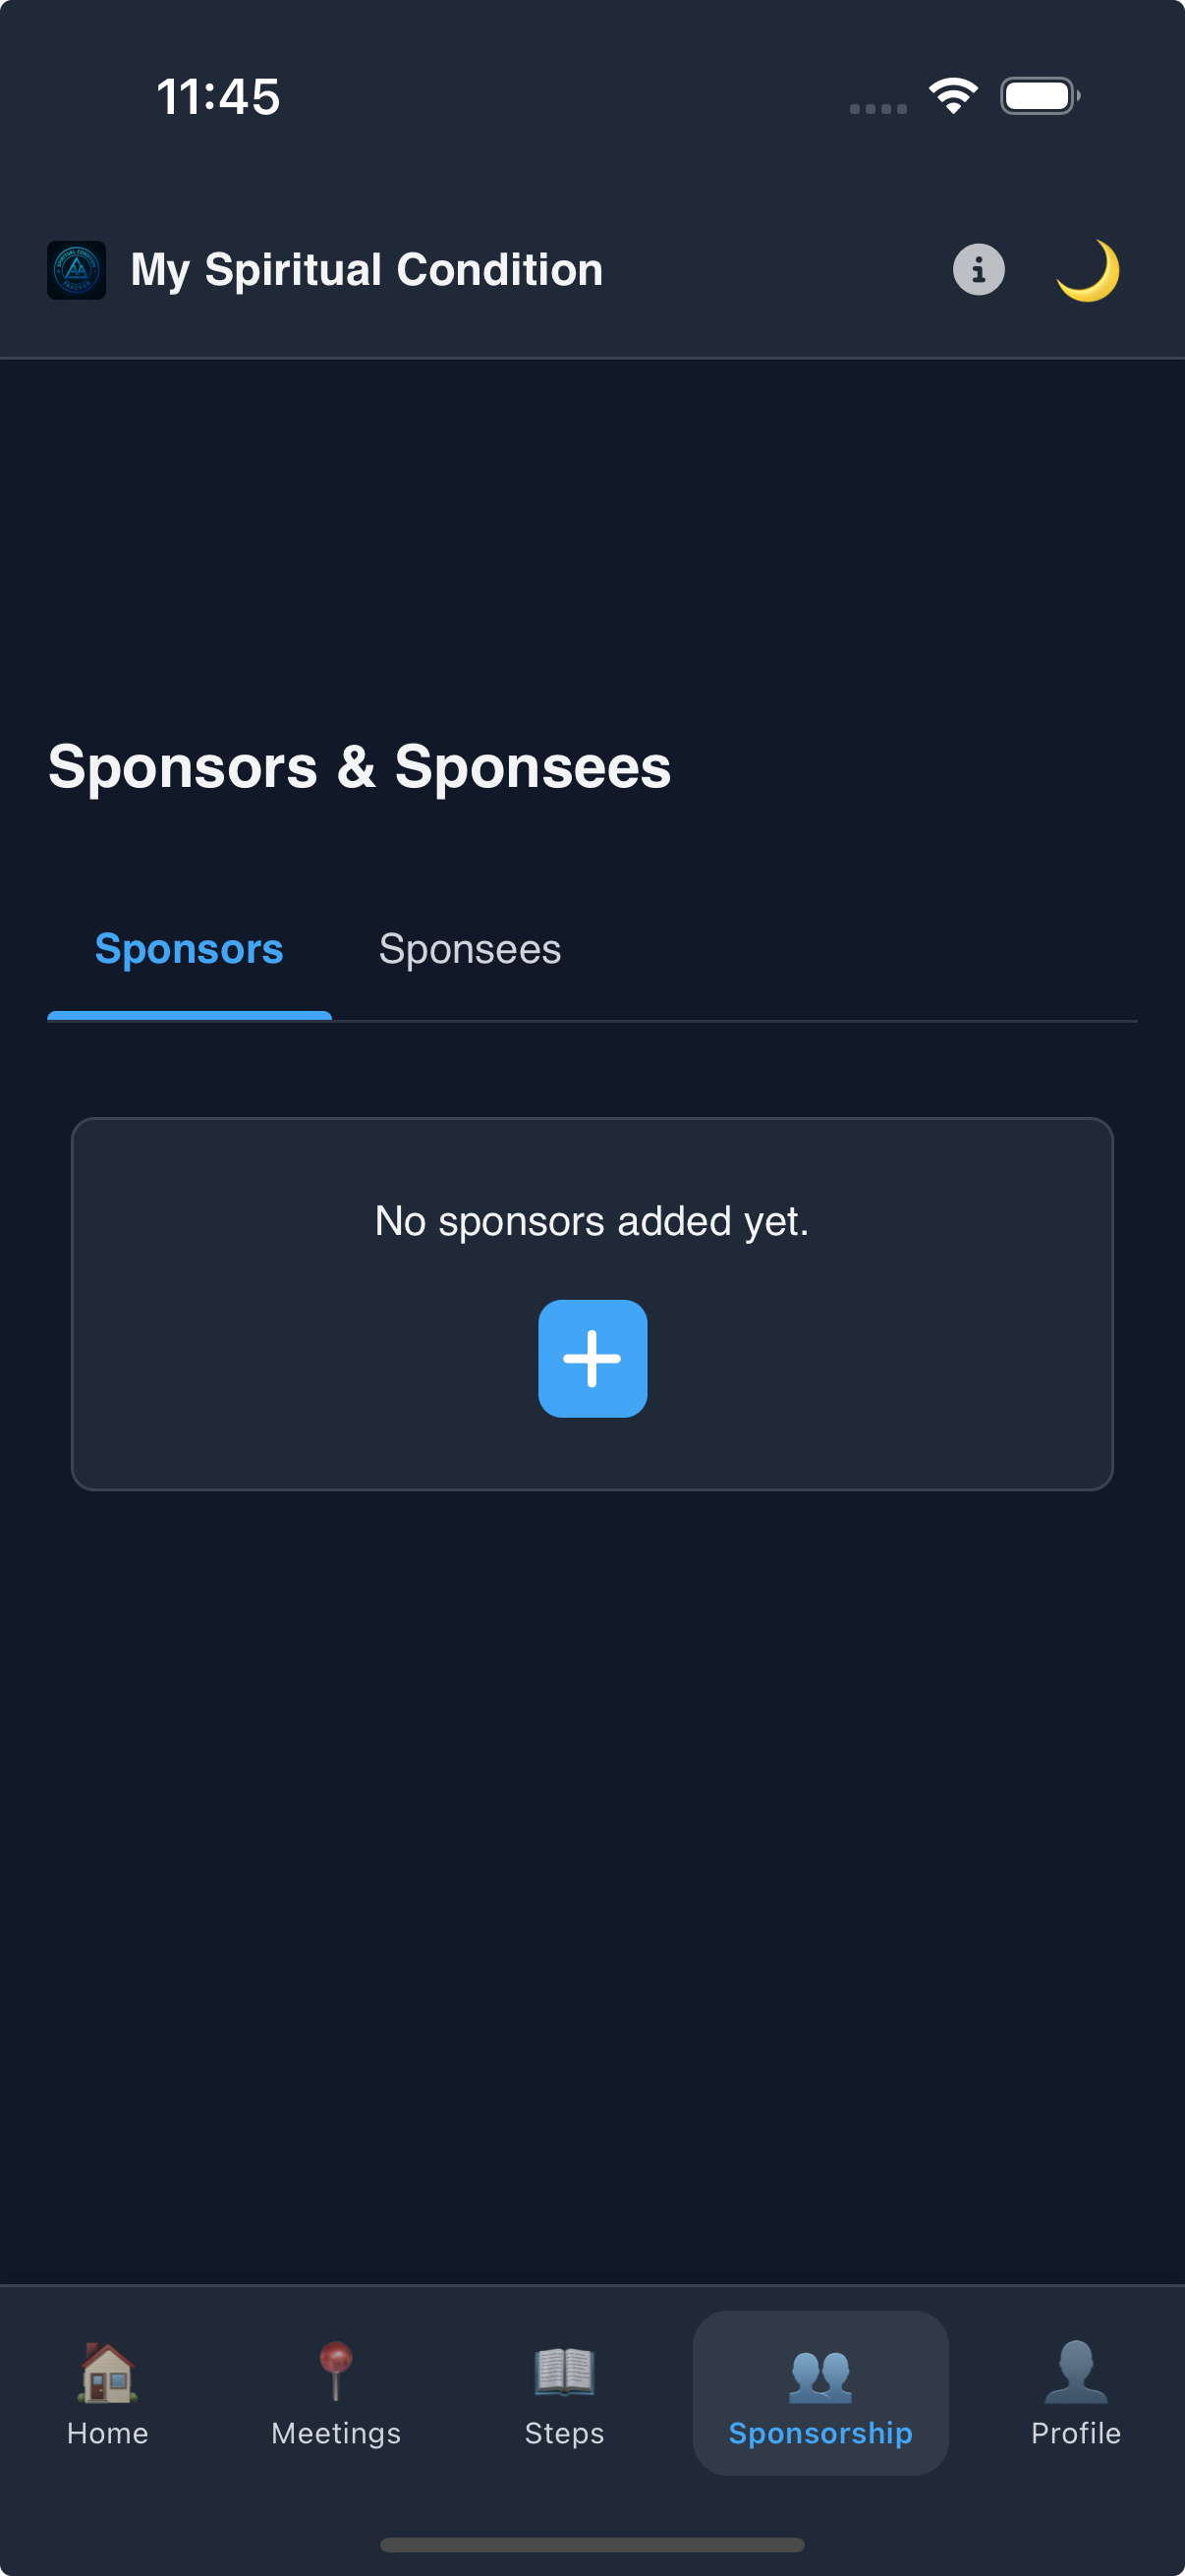 11:45
My Spiritual Condition
Sponsors & Sponsees
Sponsors
Sponsees
No sponsors added yet.
Home
Meetings
Steps
Sponsorship
Profile